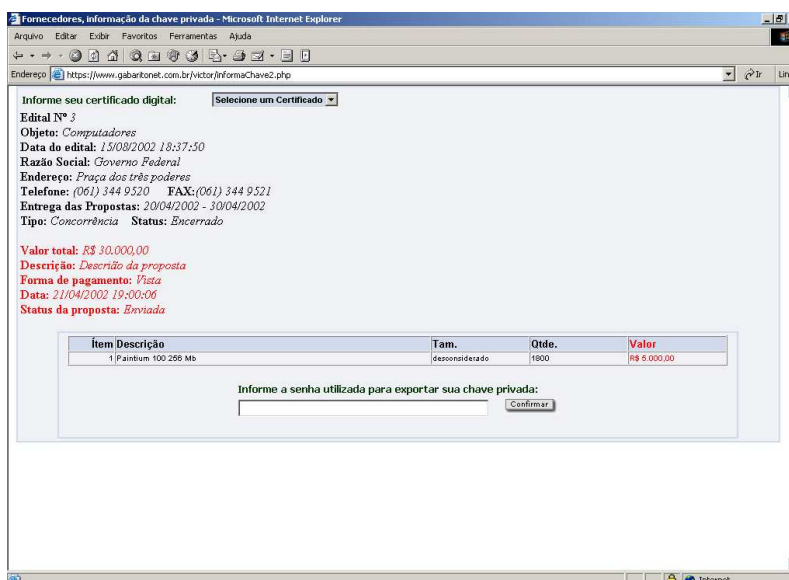 Fornecedores, informação da chave privada - Microsoft Internet Explorer
Arquivo Editar Exibir Favoritos Ferramentas Ajuda
Endereço https://www.gabaritonet.com.br/victor/informaChave2.php Ir Lin
Informe seu certificado digital: Selecione um Certificado
Edital Nº 3
Objeto: Computadores
Data do edital: 15/08/2002 18:37:50
Razão Social: Governo Federal
Endereço: Praça dos três poderes
Telefone: (061) 344 9520 FAX:(061) 344 9521
Entrega das Propostas: 20/04/2002 - 30/04/2002
Tipo: Concorrência Status: Encerrado
Valor total: R$ 30.000,00
Descrição: Descrião da proposta
Forma de pagamento: Vista
Data: 21/04/2002 19:00:06
Status da proposta: Enviada
Ítem Descrição Tam. Qtde. Valor
1 Paintium 100 256 Mb desconsiderado 1800 R$ 5.000,00
Informe a senha utilizada para exportar sua chave privada:
Confirmar
Internet